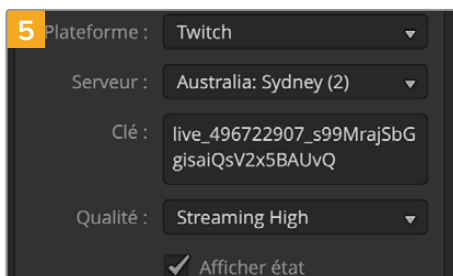 5 Plateforme : Twitch
Serveur : Australia: Sydney (2)
Clé : live_496722907_s99MrajSbG
gisaiQsV2x5BAUvQ
Qualité : Streaming High
Afficher état